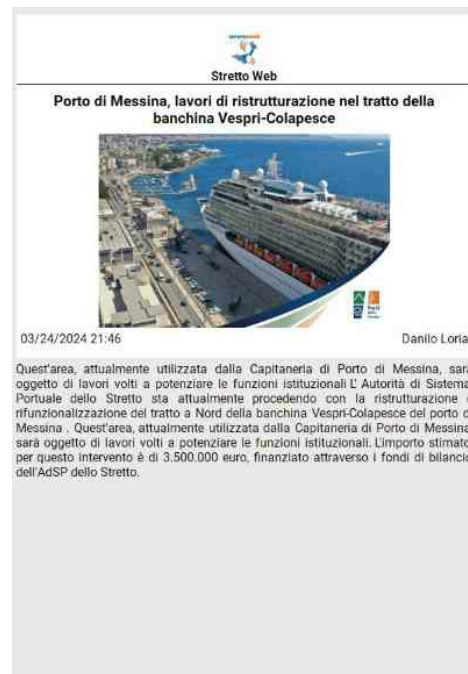 Stretto Web
Porto di Messina, lavori di ristrutturazione nel tratto della
banchina Vespri-Colapesce
03/24/2024 21:46
Danilo Loria
Quest'area, attualmente utilizzata dalla Capitaneria di Porto di Messina, sarà
oggetto di lavori volti a potenziare le funzioni istituzionali L' Autorità di Sistema
Portuale dello Stretto sta attualmente procedendo con la ristrutturazione
rifunzionalizzazione del tratto a Nord della banchina Vespri-Colapesce del porto
Messina . Quest'area, attualmente utilizzata dalla Capitaneria di Porto di Messina
sarà oggetto di lavori volti a potenziare le funzioni istituzionali. L'importo stimato
per questo intervento è di 3.500.000 euro, finanziato attraverso i fondi di bilancio
dell'AdSP dello Stretto.